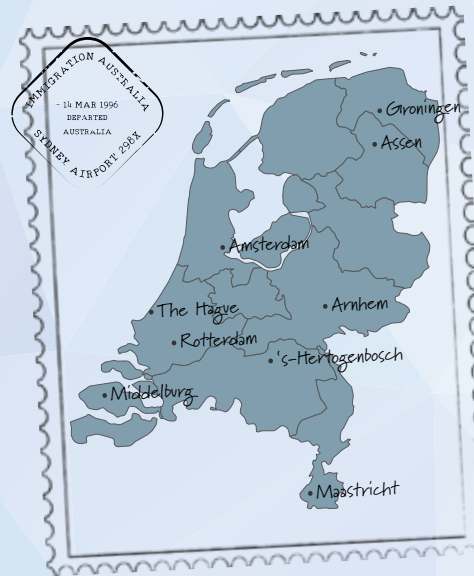 IMMIGRATION AUSTRALIA
- 14 MAR 1996
DEPARTED
AUSTRALIA
SYDNEY AIRPORT 298X
Groningen
Assen
Amsterdam
The Hague
Arnhem
Rotterdam
's-Hertogenbosch
Middelburg
Maastricht